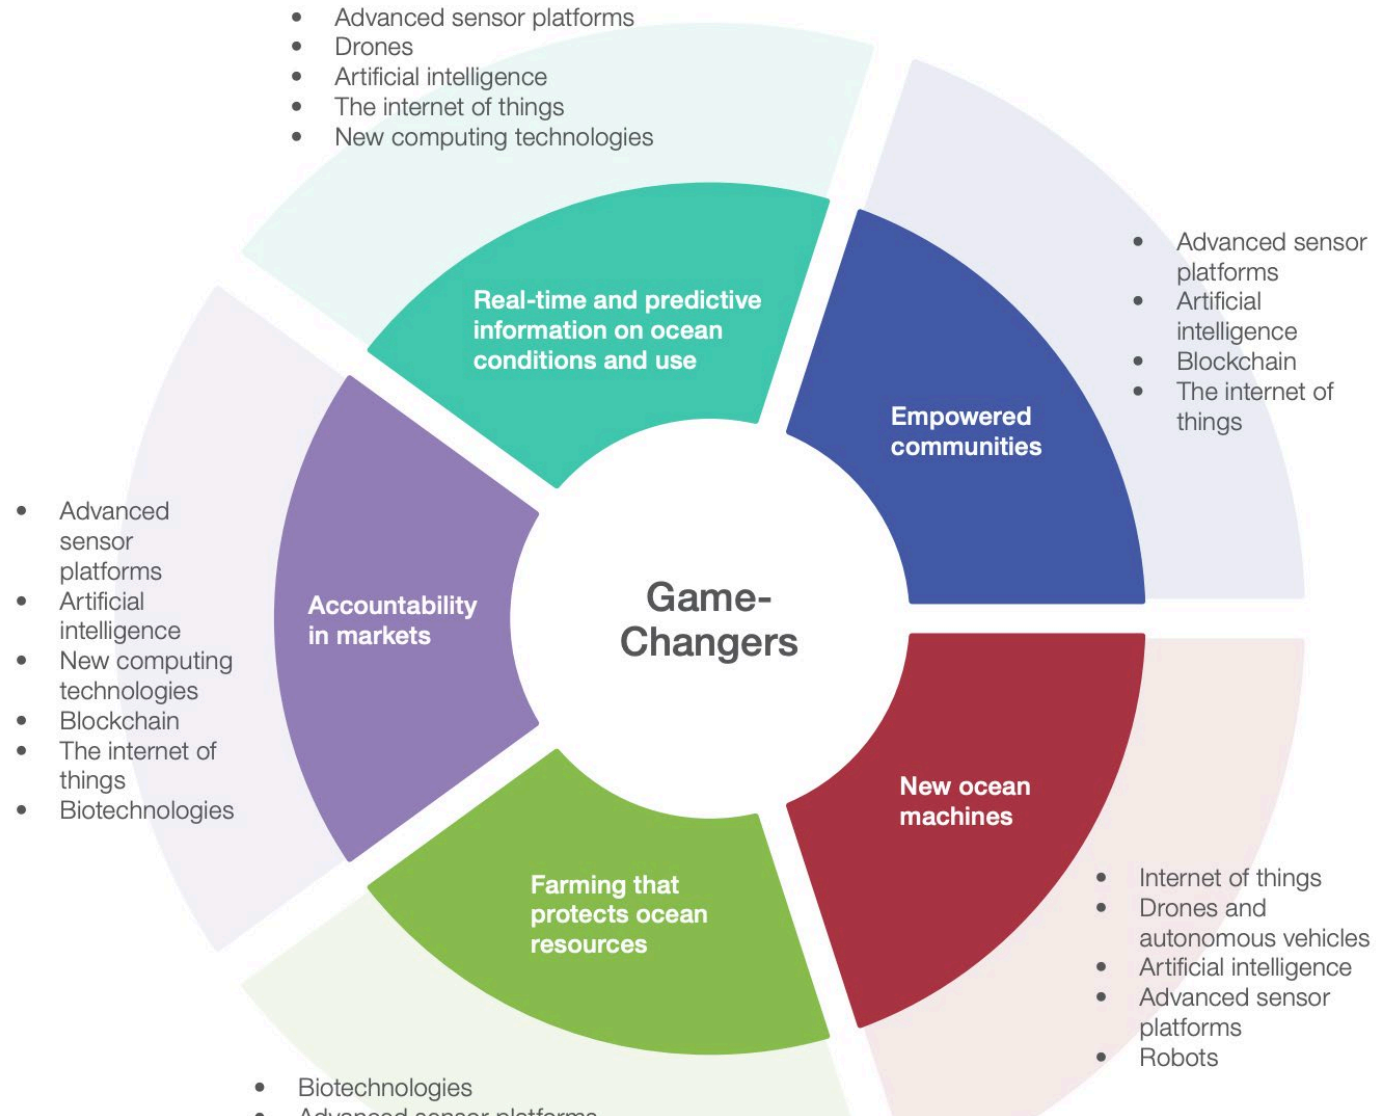 • Advanced sensor platforms
• Drones
• Artificial intelligence
• The internet of things
• New computing technologies
Real-time and predictive
information on ocean
conditions and use
• Advanced sensor
platforms
• Artificial
intelligence
• Blockchain
• The internet of
things
Empowered
communities
• Advanced
sensor
platforms
• Artificial
intelligence
• New computing
technologies
• Blockchain
• The internet of
things
• Biotechnologies
Accountability
in markets
Game-
Changers
New ocean
machines
• Internet of things
• Drones and
autonomous vehicles
• Artificial intelligence
• Advanced sensor
platforms
• Robots
Farming that
protects ocean
resources
• Biotechnologies
• Advanced sensor platforms